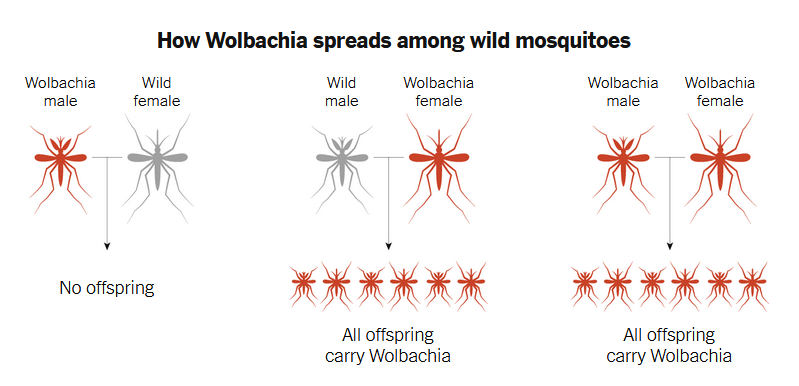 How Wolbachia spreads among wild mosquitoes
Wolbachia
male
Wild
female
Wild
male
Wolbachia
female
Wolbachia
male
Wolbachia
female
No offspring
All offspring
carry Wolbachia
All offspring
carry Wolbachia